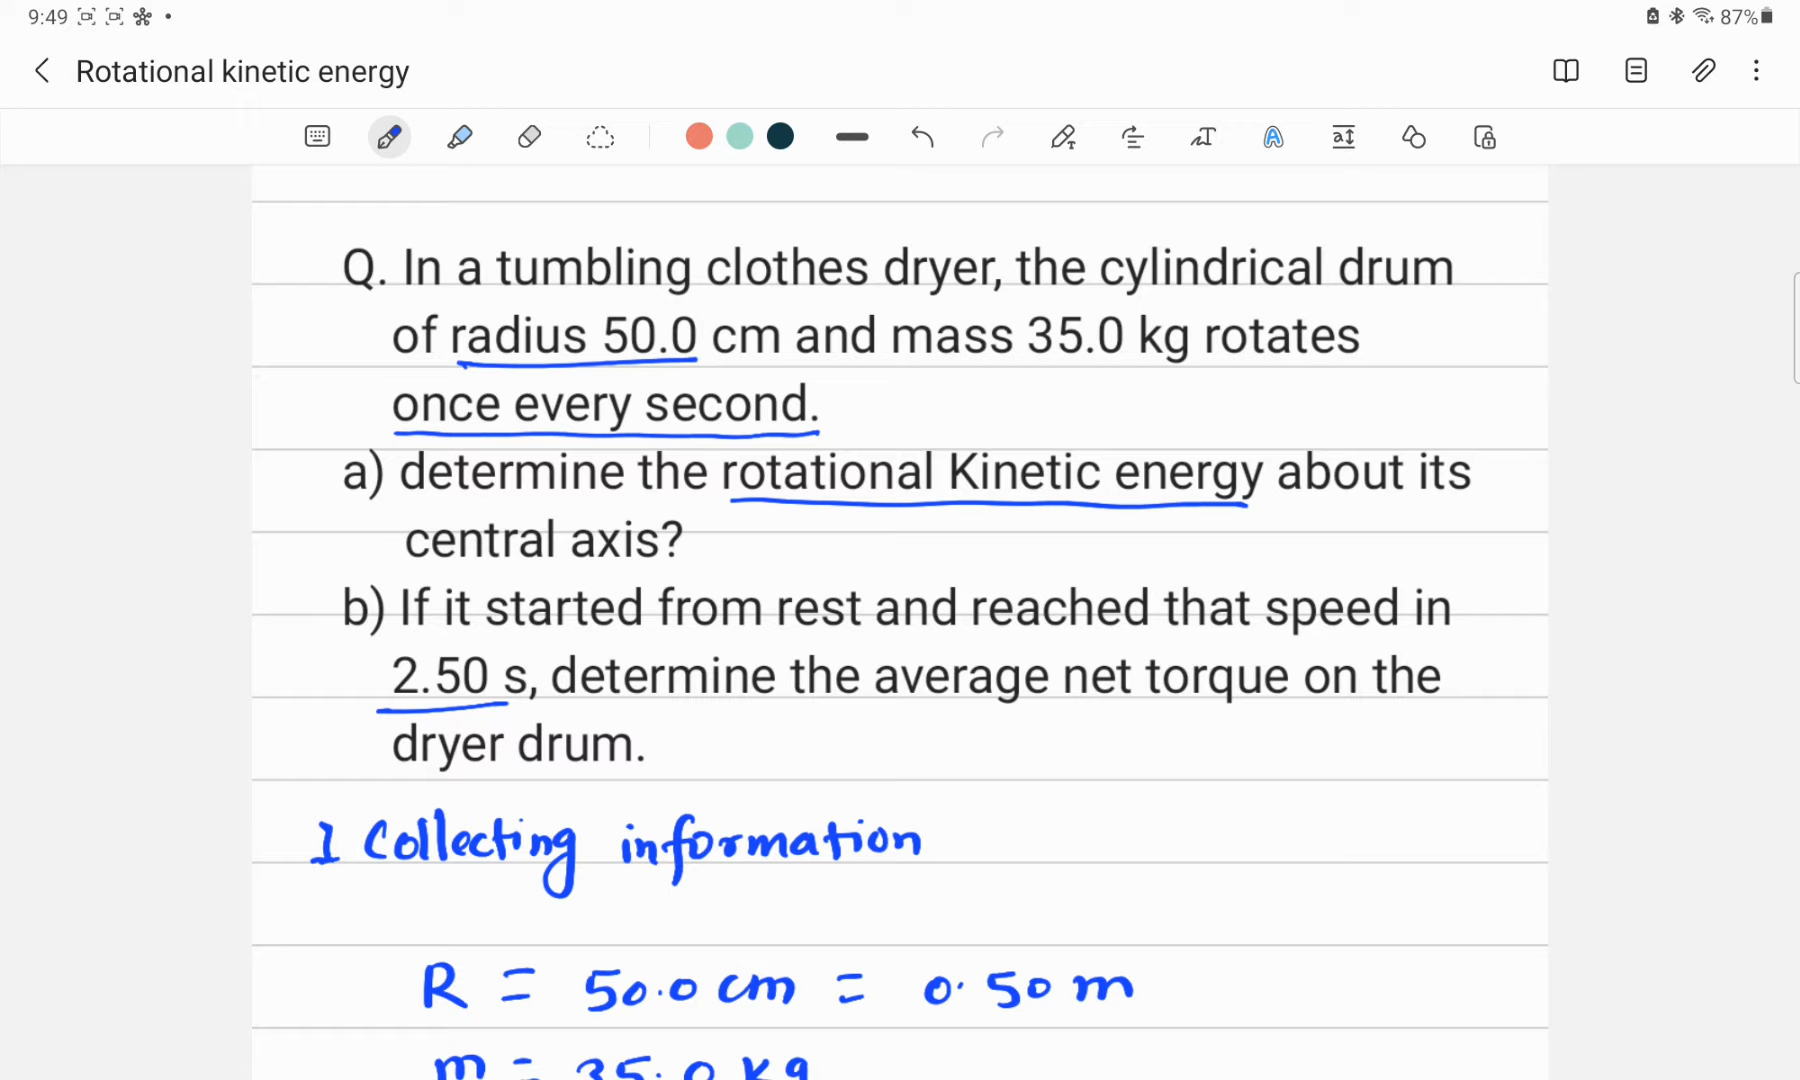 9:49 87%
Rotational kinetic energy
Q. In a tumbling clothes dryer, the cylindrical drum
of radius 50.0 cm and mass 35.0 kg rotates
once every second.
a) determine the rotational Kinetic energy about its
central axis?
b) If it started from rest and reached that speed in
2.50 s, determine the average net torque on the
dryer drum.
I Collecting information
R = 50.0 cm = 0.50 m
m = 35.0 kg